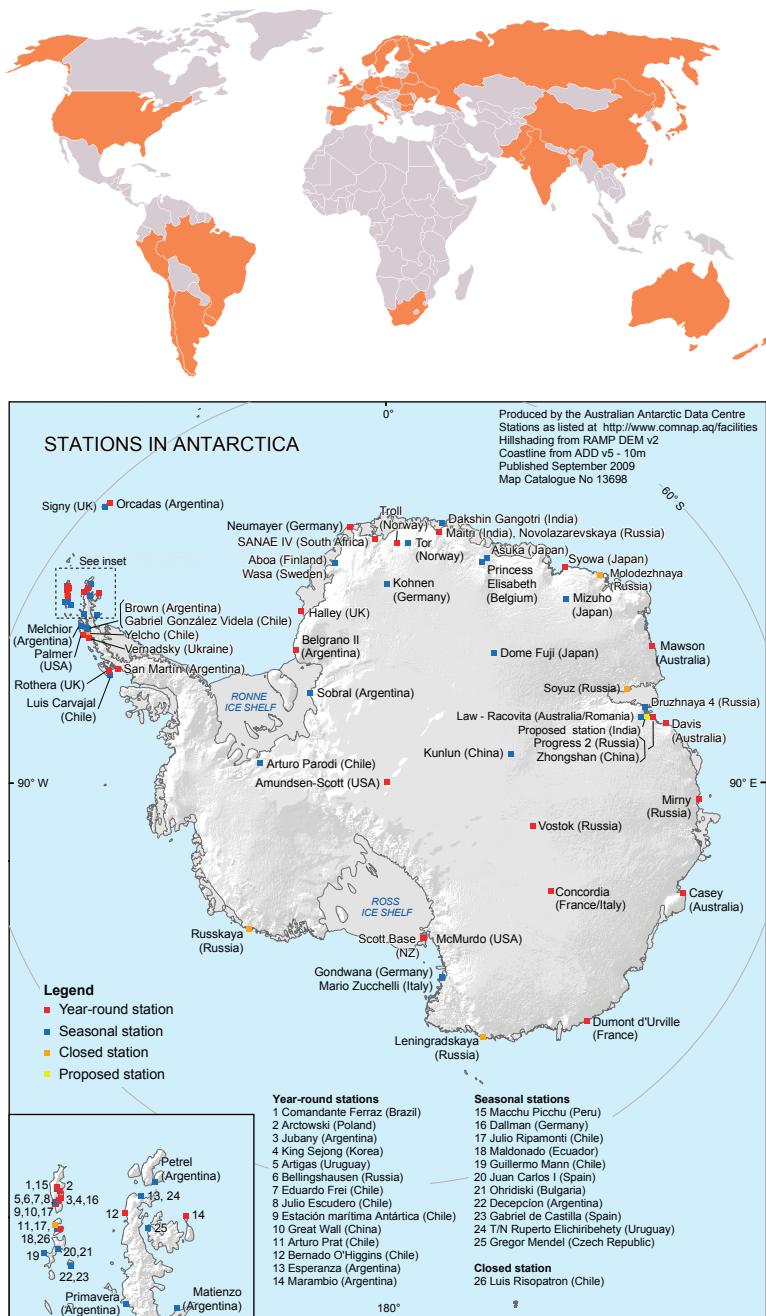 0°
Produced by the Australian Antarctic Data Centre
Stations as listed at http://www.comnap.aq/facilities
Hillshading from RAMP DEM v2
Coastline from ADD v5 - 10m
Published September 2009
Map Catalogue No 13698
STATIONS IN ANTARCTICA
60° S
Signy (UK)
Orcadas (Argentina)
See inset
Neumayer (Germany)
SANAE IV (South Africa)
Aboa (Finland)
Wasa (Sweden)
Troll
(Norway)
Tor
(Norway)
Dakshin Gangotri (India)
Maitri (India), Novolazarevskaya (Russia)
Asuka (Japan)
Princess
Elisabeth
(Belgium)
Syowa (Japan)
Molodezhnaya
(Russia)
Mizuho
(Japan)
Kohnen
(Germany)
Halley (UK)
Belgrano II
(Argentina)
Brown (Argentina)
Gabriel González Videla (Chile)
Yelcho (Chile)
Vernadsky (Ukraine)
Melchior
(Argentina)
Palmer
(USA)
San Martín (Argentina)
Rothera (UK)
Luis Carvajal
(Chile)
RONNE
ICE SHELF
Sobral (Argentina)
Dome Fuji (Japan)
Mawson
(Australia)
Soyuz (Russia)
Druzhnaya 4 (Russia)
Law - Racovita (Australia/Romania)
Proposed station (India)
Progress 2 (Russia)
Zhongshan (China)
Davis
(Australia)
Kunlun (China)
Arturo Parodi (Chile)
Amundsen-Scott (USA)
90° W
90° E
Mirny
(Russia)
Vostok (Russia)
Concordia
(France/Italy)
Casey
(Australia)
ROSS
ICE SHELF
Russkaya
(Russia)
Scott Base
(NZ)
McMurdo (USA)
Gondwana (Germany)
Mario Zucchelli (Italy)
Leningradskaya
(Russia)
Dumont d'Urville
(France)
Legend
Year-round station
Seasonal station
Closed station
Proposed station
Year-round stations
1 Comandante Ferraz (Brazil)
2 Arctowski (Poland)
3 Jubany (Argentina)
4 King Sejong (Korea)
5 Artigas (Uruguay)
6 Bellingshausen (Russia)
7 Eduardo Frei (Chile)
8 Julio Escudero (Chile)
9 Estación marítima Antártica (Chile)
10 Great Wall (China)
11 Arturo Prat (Chile)
12 Bernado O'Higgins (Chile)
13 Esperanza (Argentina)
14 Marambio (Argentina)
Seasonal stations
15 Macchu Picchu (Peru)
16 Dallman (Germany)
17 Julio Ripamonti (Chile)
18 Maldonado (Ecuador)
19 Guillermo Mann (Chile)
20 Juan Carlos I (Spain)
21 Ohridiski (Bulgaria)
22 Decepcíon (Argentina)
23 Gabriel de Castilla (Spain)
24 T/N Ruperto Elichiribehety (Uruguay)
25 Gregor Mendel (Czech Republic)
Closed station
26 Luis Risopatron (Chile)
180°
Petrel
(Argentina)
1,15
2
5,6,7,8
3,4,16
9,10,17
11,17,
18,26
19
20,21
22,23
12
13, 24
14
25
Primavera
(Argentina)
Matienzo
(Argentina)